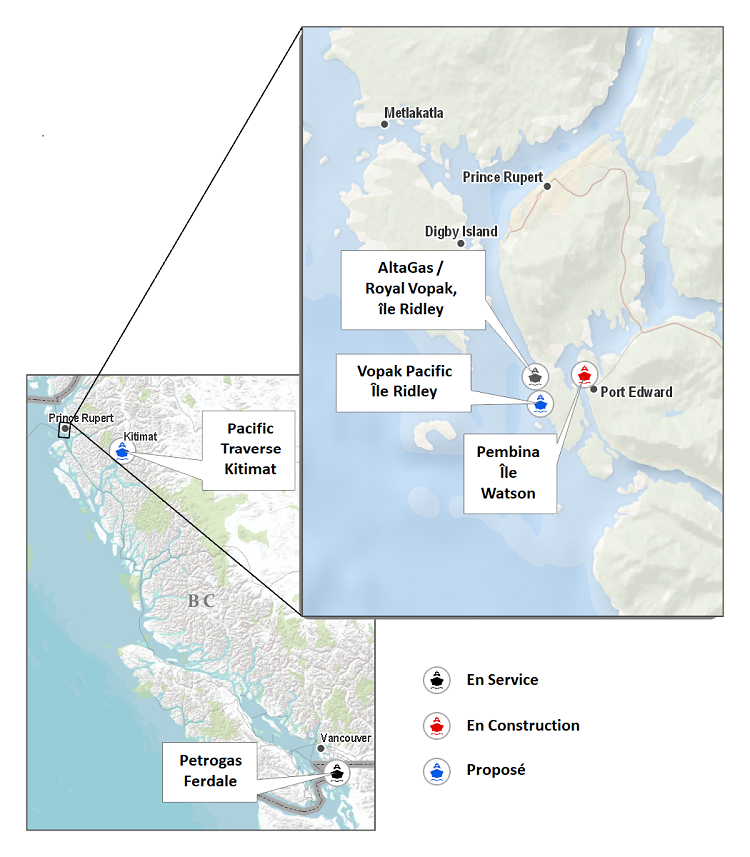 Metlakatla
Prince Rupert
Digby Island
AltaGas /
Royal Vopak,
île Ridley
Vopak Pacific
Île Ridley
Port Edward
Pembina
Île
Watson
Prince Rupert
Kitimat
Pacific
Traverse
Kitimat
B C
Vancouver
Petrogas
Ferdale
En Service
En Construction
Proposé